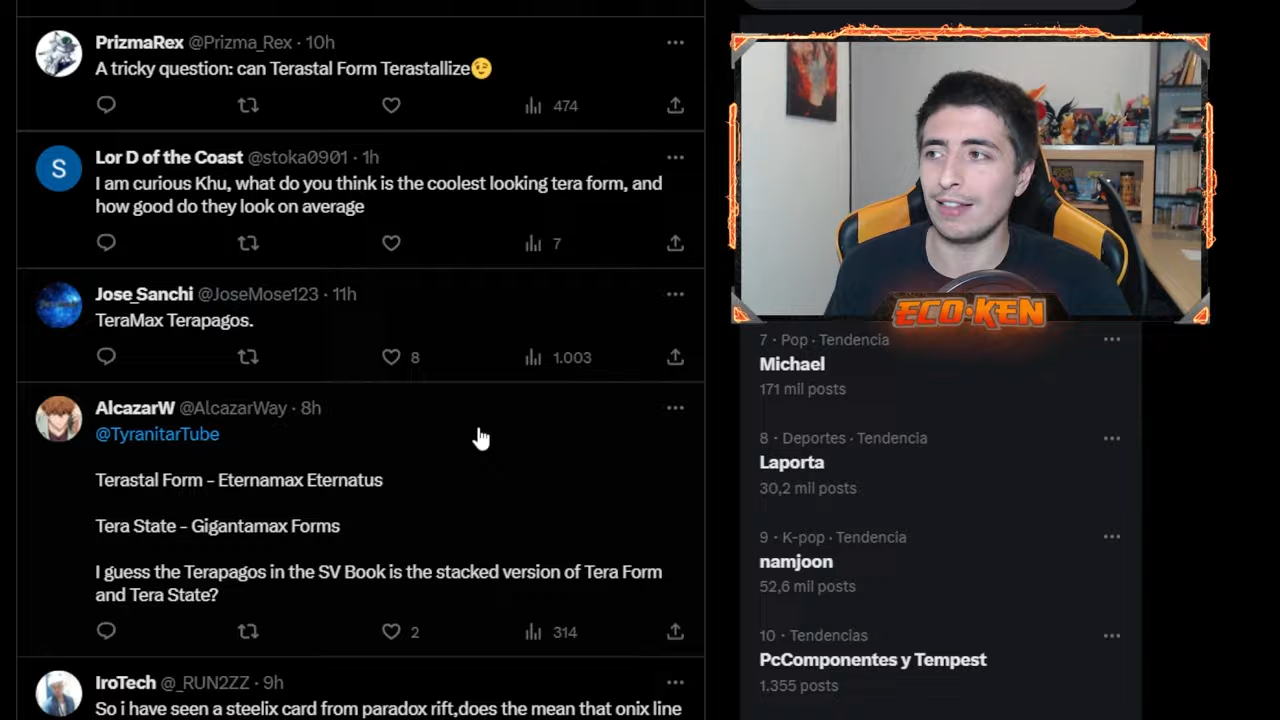 PrizmaRex @Prizma_Rex · 10h
A tricky question: can Terastal Form Terastallize😉
474
Lor D of the Coast @stoka0901 · 1h
S
I am curious Khu, what do you think is the coolest looking tera form, and
how good do they look on average
7
Jose_Sanchi @JoseMose123 · 11h
TeraMax Terapagos.
8 1.003
AlcazarW @AlcazarWay · 8h
@TyranitarTube
Terastal Form - Eternamax Eternatus
Tera State - Gigantamax Forms
I guess the Terapagos in the SV Book is the stacked version of Tera Form
and Tera State?
2 314
IroTech @_RUN2ZZ · 9h
So i have seen a steelix card from paradox rift,does the mean that onix line
ECO·KEN
7 · Pop · Tendencia
Michael
171 mil posts
8 · Deportes · Tendencia
Laporta
30,2 mil posts
9 · K-pop · Tendencia
namjoon
52,6 mil posts
10 · Tendencias
PcComponentes y Tempest
1.355 posts